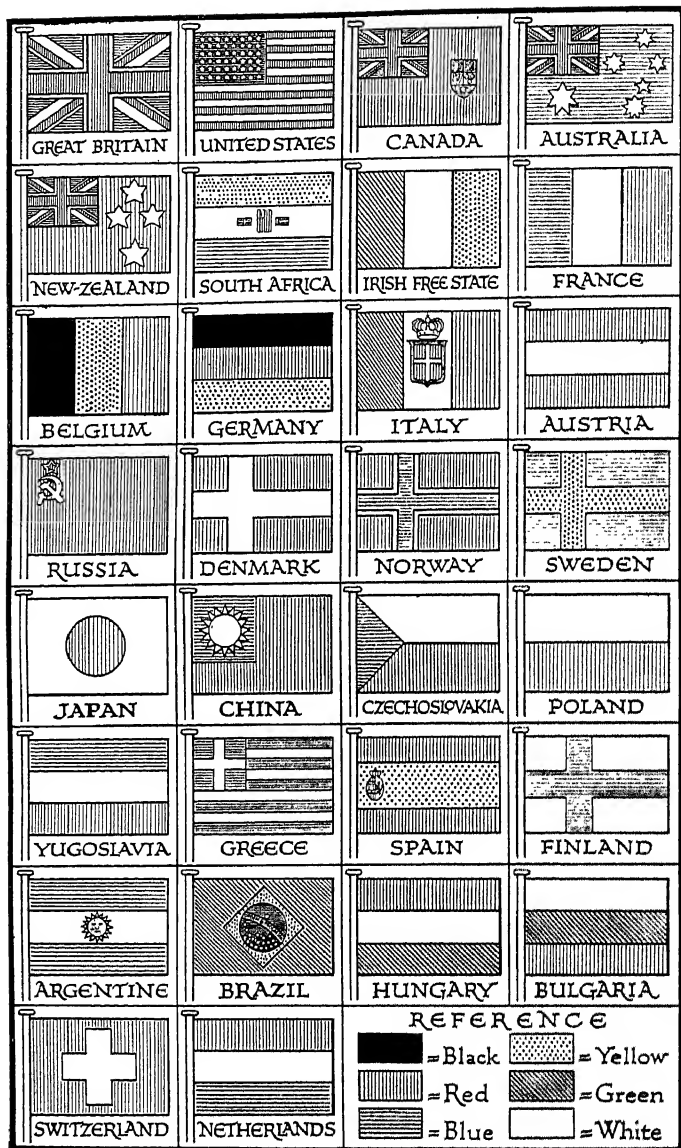 GREAT BRITAIN
UNITED STATES
CANADA
AUSTRALIA
NEW-ZEALAND
SOUTH AFRICA
IRISH FREE STATE
FRANCE
BELGIUM
GERMANY
ITALY
AUSTRIA
RUSSIA
DENMARK
NORWAY
SWEDEN
JAPAN
CHINA
CZECHOSLOVAKIA
POLAND
YUGOSLAVIA
GREECE
SPAIN
FINLAND
ARGENTINE
BRAZIL
HUNGARY
BULGARIA
SWITZERLAND
NETHERLANDS
REFERENCE
=Black
=Yellow
=Red
=Green
=Blue
=White